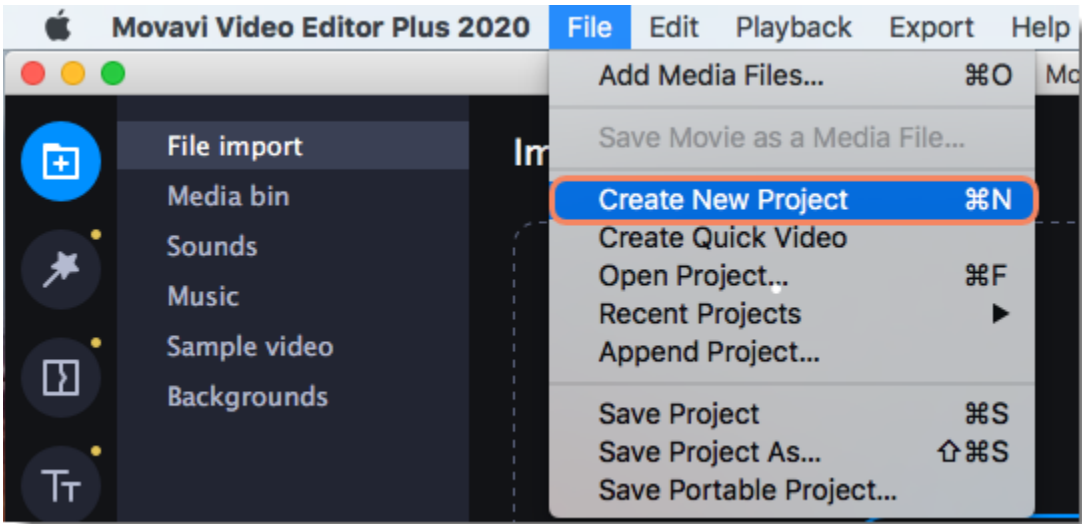 Movavi Video Editor Plus 2020 File Edit Playback Export Help
Mo
File import
Media bin
Sounds
Music
Sample video
Backgrounds
Im
Add Media Files... ⌘O
Save Movie as a Media File...
Create New Project ⌘N
Create Quick Video
Open Project... ⌘F
Recent Projects ▶
Append Project...
Save Project ⌘S
Save Project As... ⇧⌘S
Save Portable Project...
TT